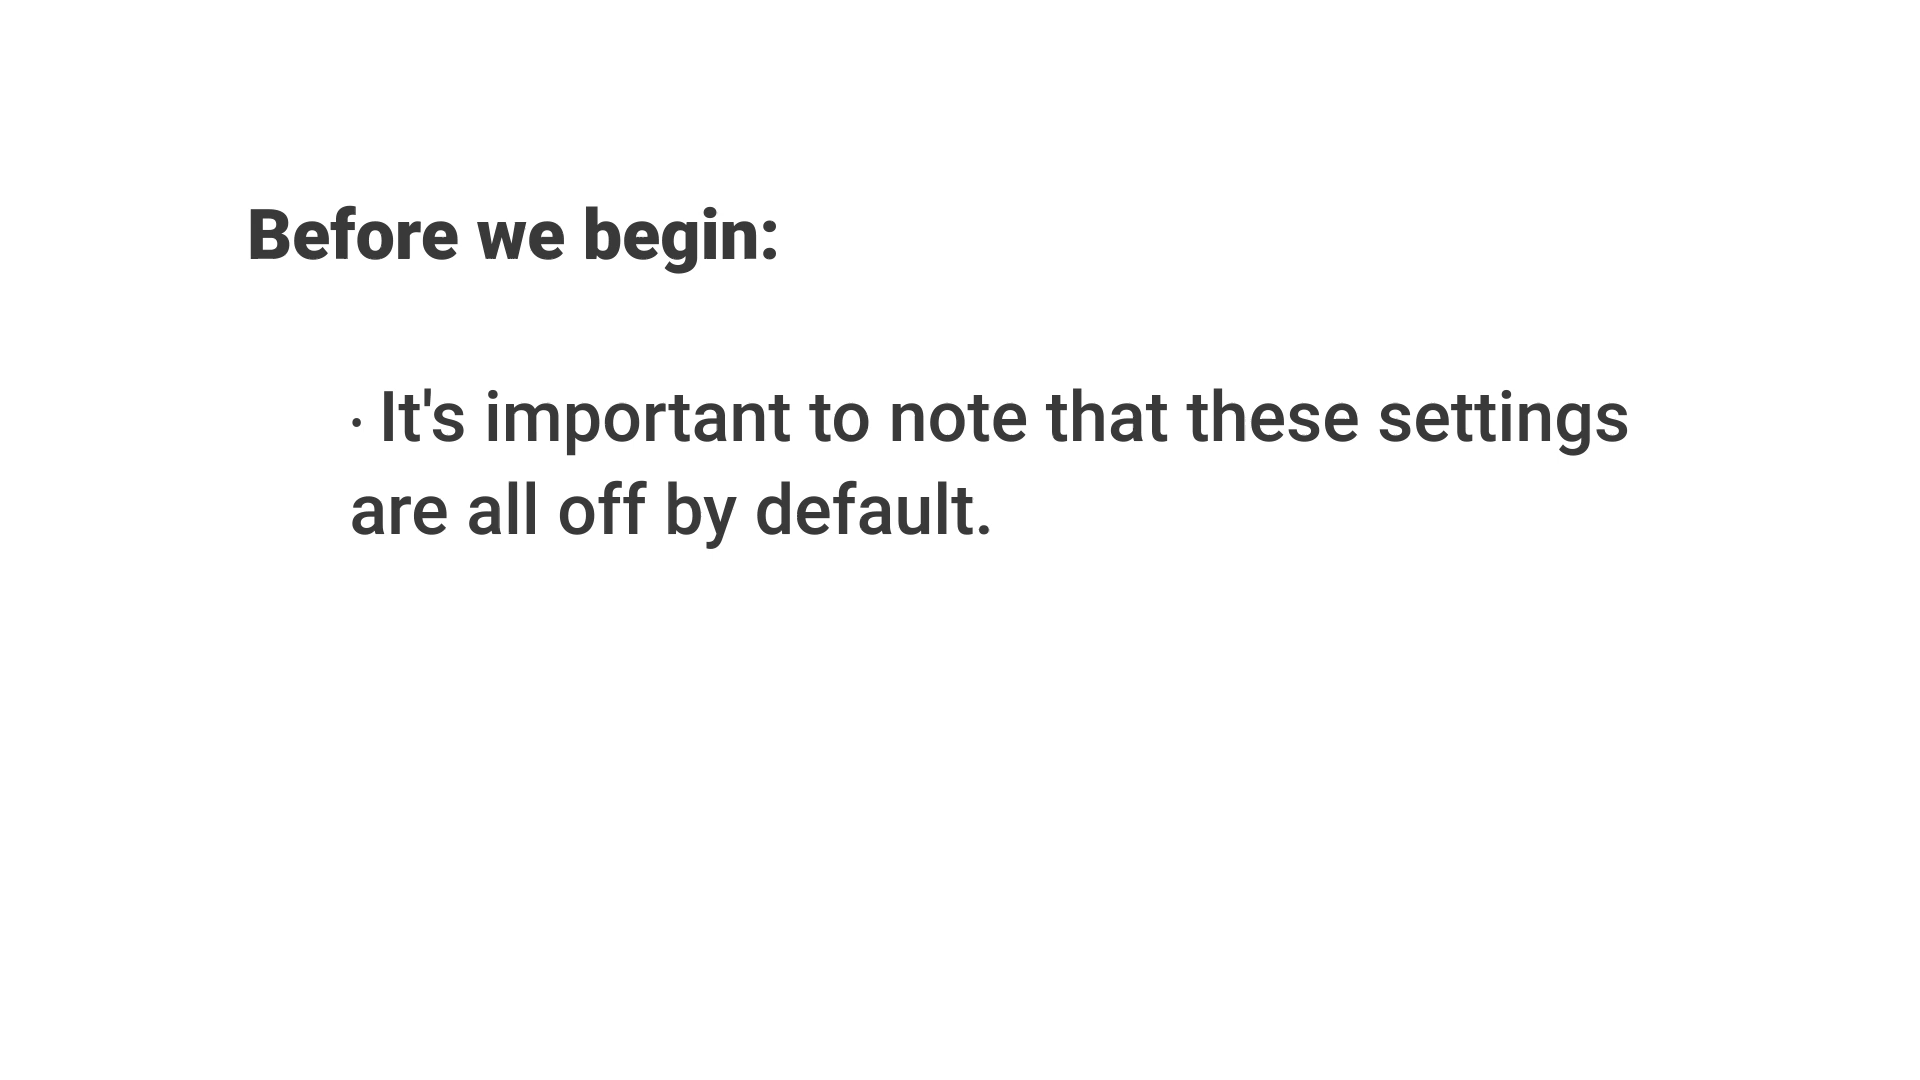 Before we begin:
· It's important to note that these settings
are all off by default.